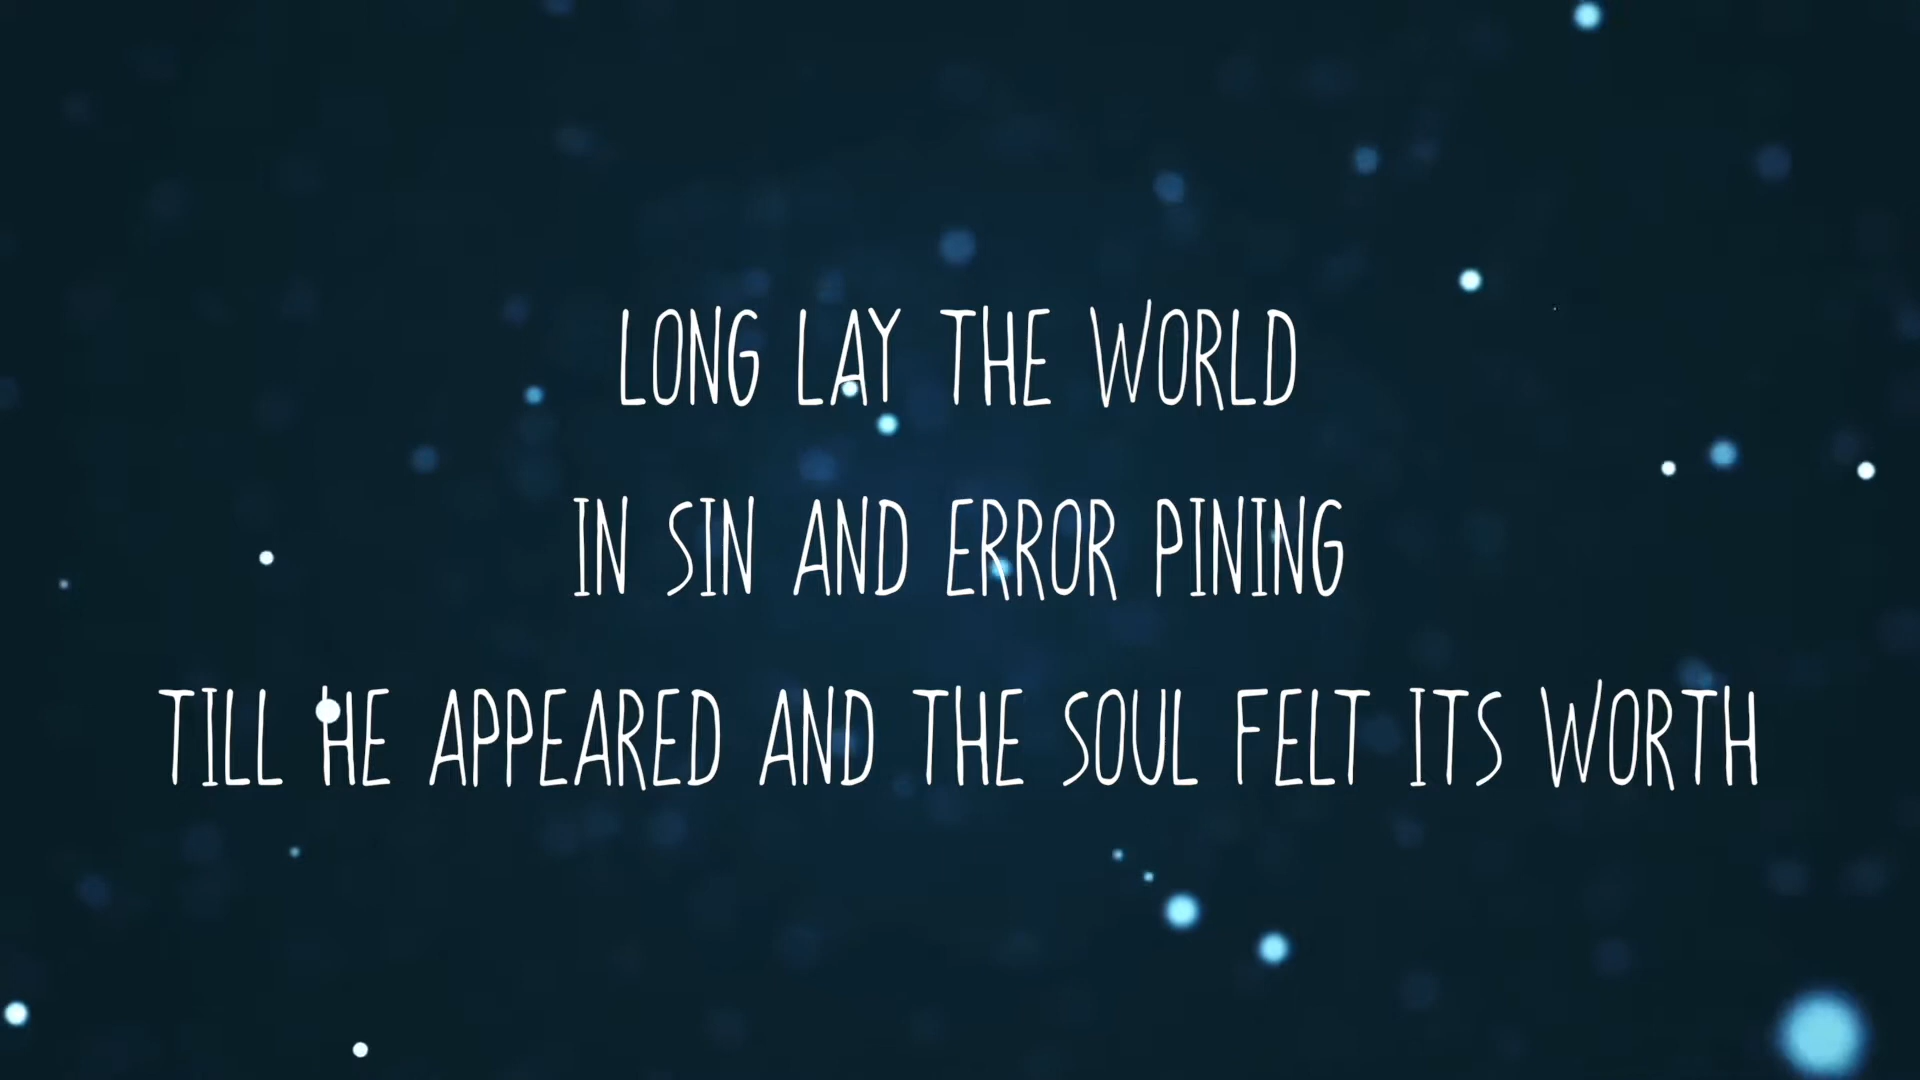 LONG LAY THE WORLD
IN SIN AND ERROR PINING
TILL HE APPEARED AND THE SOUL FELT ITS WORTH